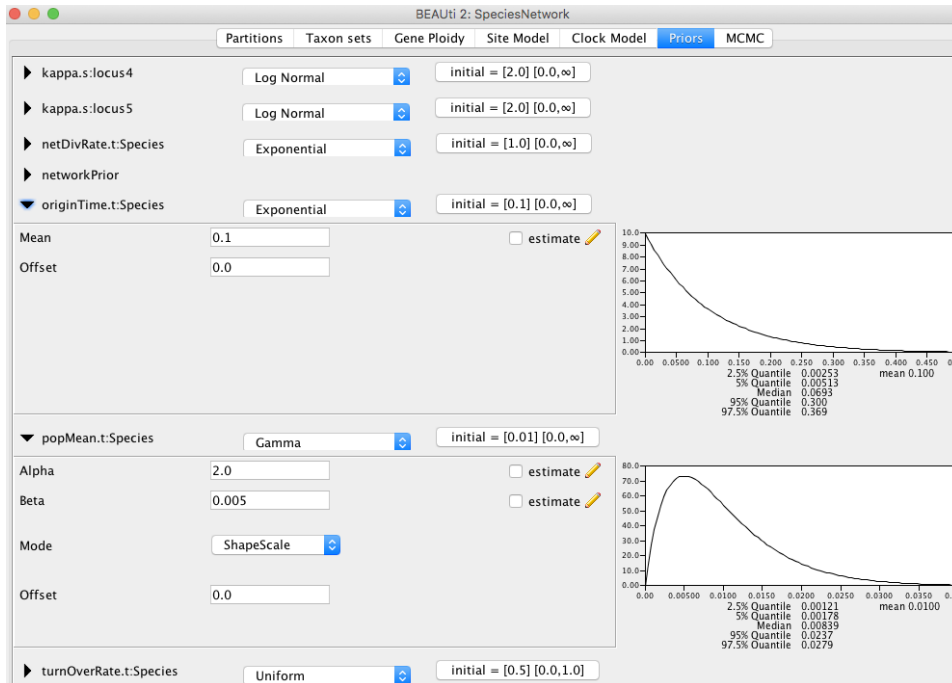 BEAUti 2: SpeciesNetwork
Partitions Taxon sets Gene Ploidy Site Model Clock Model Priors MCMC
kappa.s:locus4 Log Normal initial = [2.0] [0.0,∞]
kappa.s:locus5 Log Normal initial = [2.0] [0.0,∞]
netDivRate.t:Species Exponential initial = [1.0] [0.0,∞]
networkPrior
originTime.t:Species Exponential initial = [0.1] [0.0,∞]
Mean 0.1 estimate
Offset 0.0
10.0
9.00
8.00
7.00
6.00
5.00
4.00
3.00
2.00
1.00
0.00
0.00 0.0500 0.100 0.150 0.200 0.250 0.300 0.350 0.400 0.450
2.5% Quantile 0.00253 mean 0.100
5% Quantile 0.00513
Median 0.0693
95% Quantile 0.300
97.5% Quantile 0.369
popMean.t:Species Gamma initial = [0.01] [0.0,∞]
Alpha 2.0 estimate
Beta 0.005 estimate
Mode ShapeScale
Offset 0.0
80.0
70.0
60.0
50.0
40.0
30.0
20.0
10.0
0.00
0.00 0.00500 0.0100 0.0150 0.0200 0.0250 0.0300 0.0350
2.5% Quantile 0.00121 mean 0.0100
5% Quantile 0.00178
Median 0.00839
95% Quantile 0.0237
97.5% Quantile 0.0279
turnOverRate.t:Species Uniform initial = [0.5] [0.0,1.0]